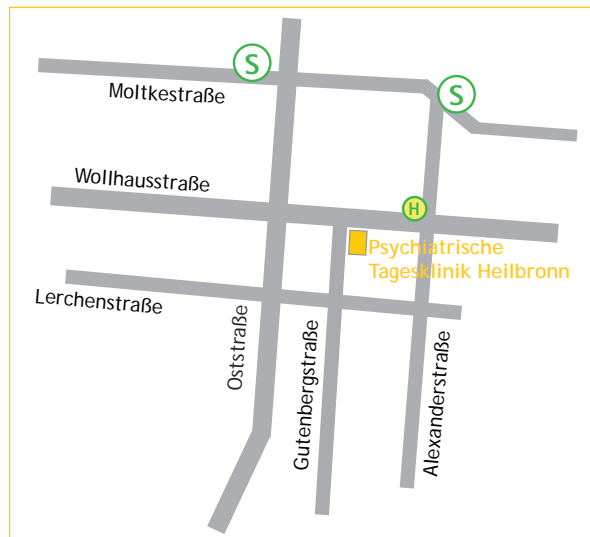 S
S
Moltkestraße
Wollhausstraße
H
Psychiatrische
Tagesklinik Heilbronn
Lerchenstraße
Oststraße
Gutenbergstraße
Alexanderstraße